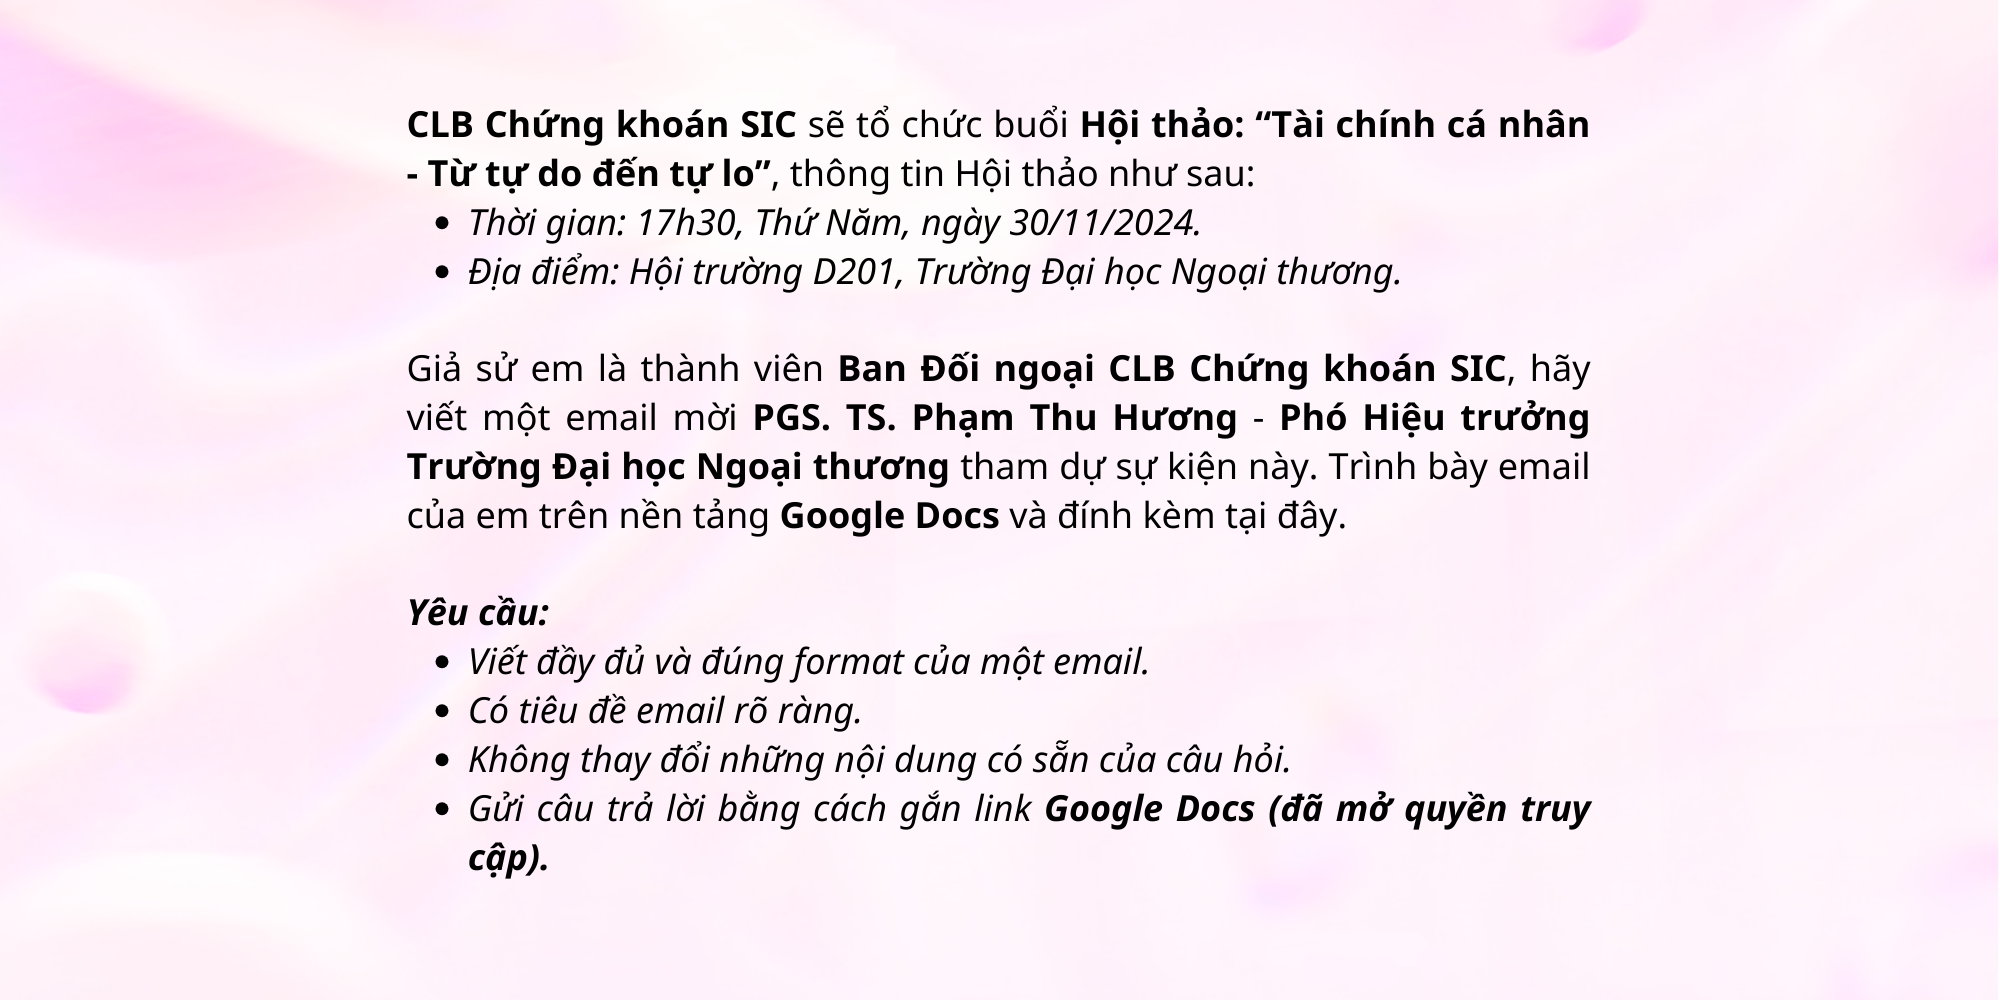 CLB Chứng khoán SIC sẽ tổ chức buổi Hội thảo: “Tài chính cá nhân
- Từ tự do đến tự lo”, thông tin Hội thảo như sau:
• Thời gian: 17h30, Thứ Năm, ngày 30/11/2024.
• Địa điểm: Hội trường D201, Trường Đại học Ngoại thương.
Giả sử em là thành viên Ban Đối ngoại CLB Chứng khoán SIC, hãy
viết một email mời PGS. TS. Phạm Thu Hương - Phó Hiệu trưởng
Trường Đại học Ngoại thương tham dự sự kiện này. Trình bày email
của em trên nền tảng Google Docs và đính kèm tại đây.
Yêu cầu:
• Viết đầy đủ và đúng format của một email.
• Có tiêu đề email rõ ràng.
• Không thay đổi những nội dung có sẵn của câu hỏi.
• Gửi câu trả lời bằng cách gắn link Google Docs (đã mở quyền truy
cập).